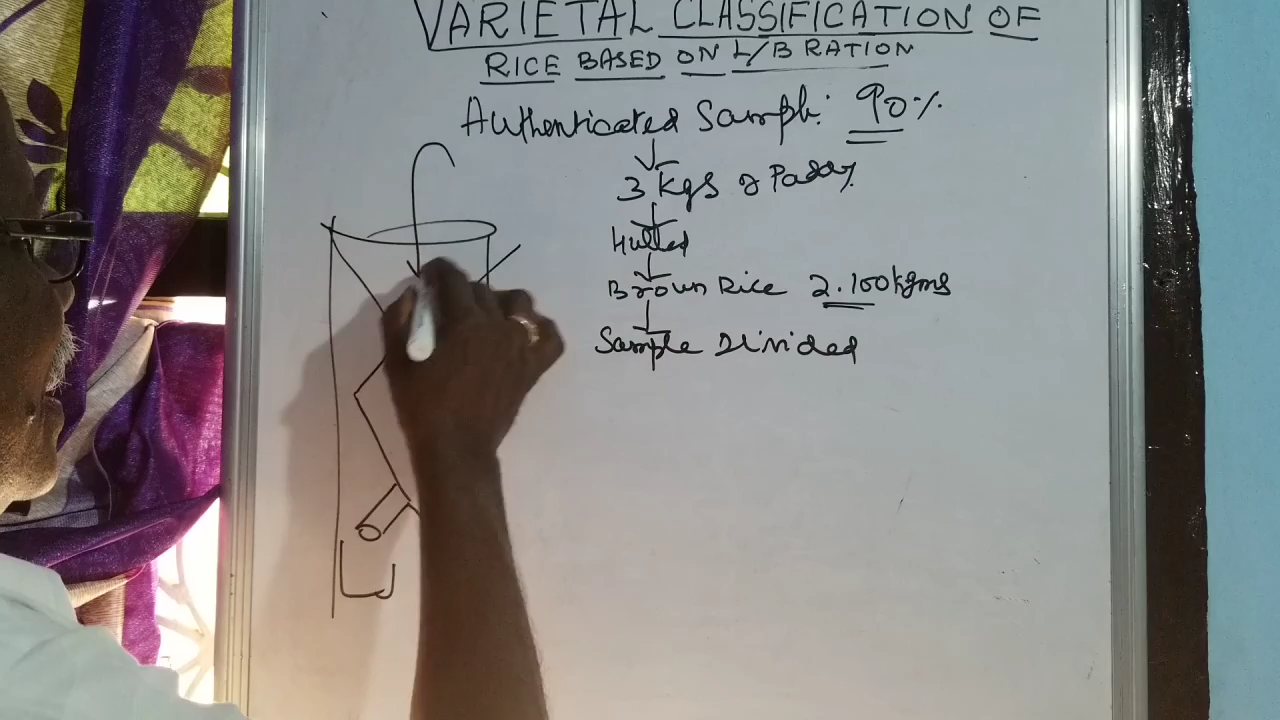 VARIETAL CLASSIFICATION OF
RICE BASED ON L/B RATION
Authenticated Sample: 90%
3 Kgs of Paddy
Hulled
Brown Rice 2.100kgms
Sample Divided